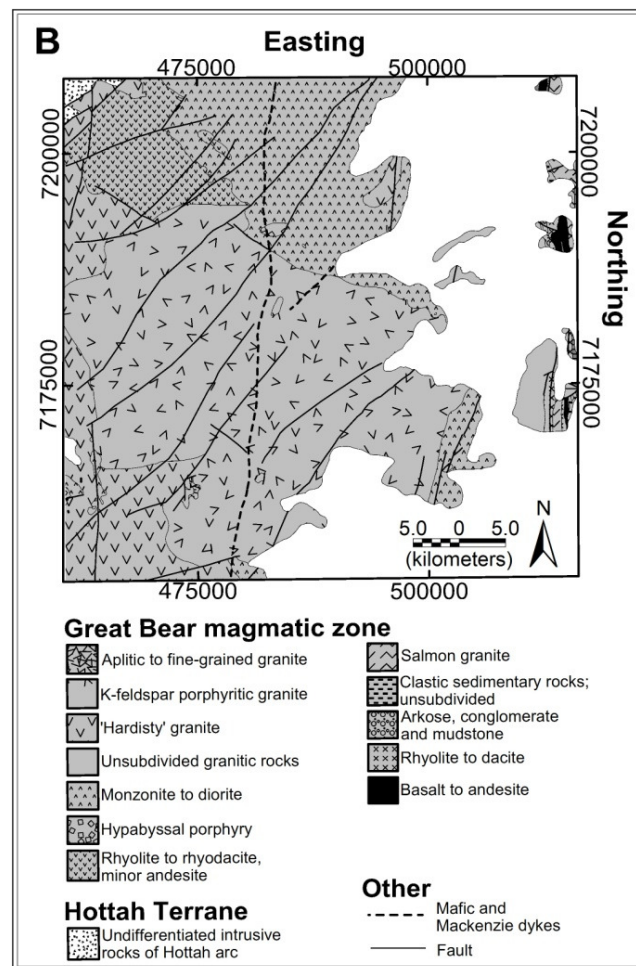 B
Easting
475000 500000
7200000
7200000
Northing
7175000
7175000
N
5.0 0 5.0
(kilometers)
475000 500000
Great Bear magmatic zone
Aplitic to fine-grained granite
K-feldspar porphyritic granite
'Hardisty' granite
Unsubdivided granitic rocks
Monzonite to diorite
Hypabyssal porphyry
Rhyolite to rhyodacite,
minor andesite
Salmon granite
Clastic sedimentary rocks;
unsubdivided
Arkose, conglomerate
and mudstone
Rhyolite to dacite
Basalt to andesite
Hottah Terrane
Undifferentiated intrusive
rocks of Hottah arc
Other
Mafic and
Mackenzie dykes
Fault